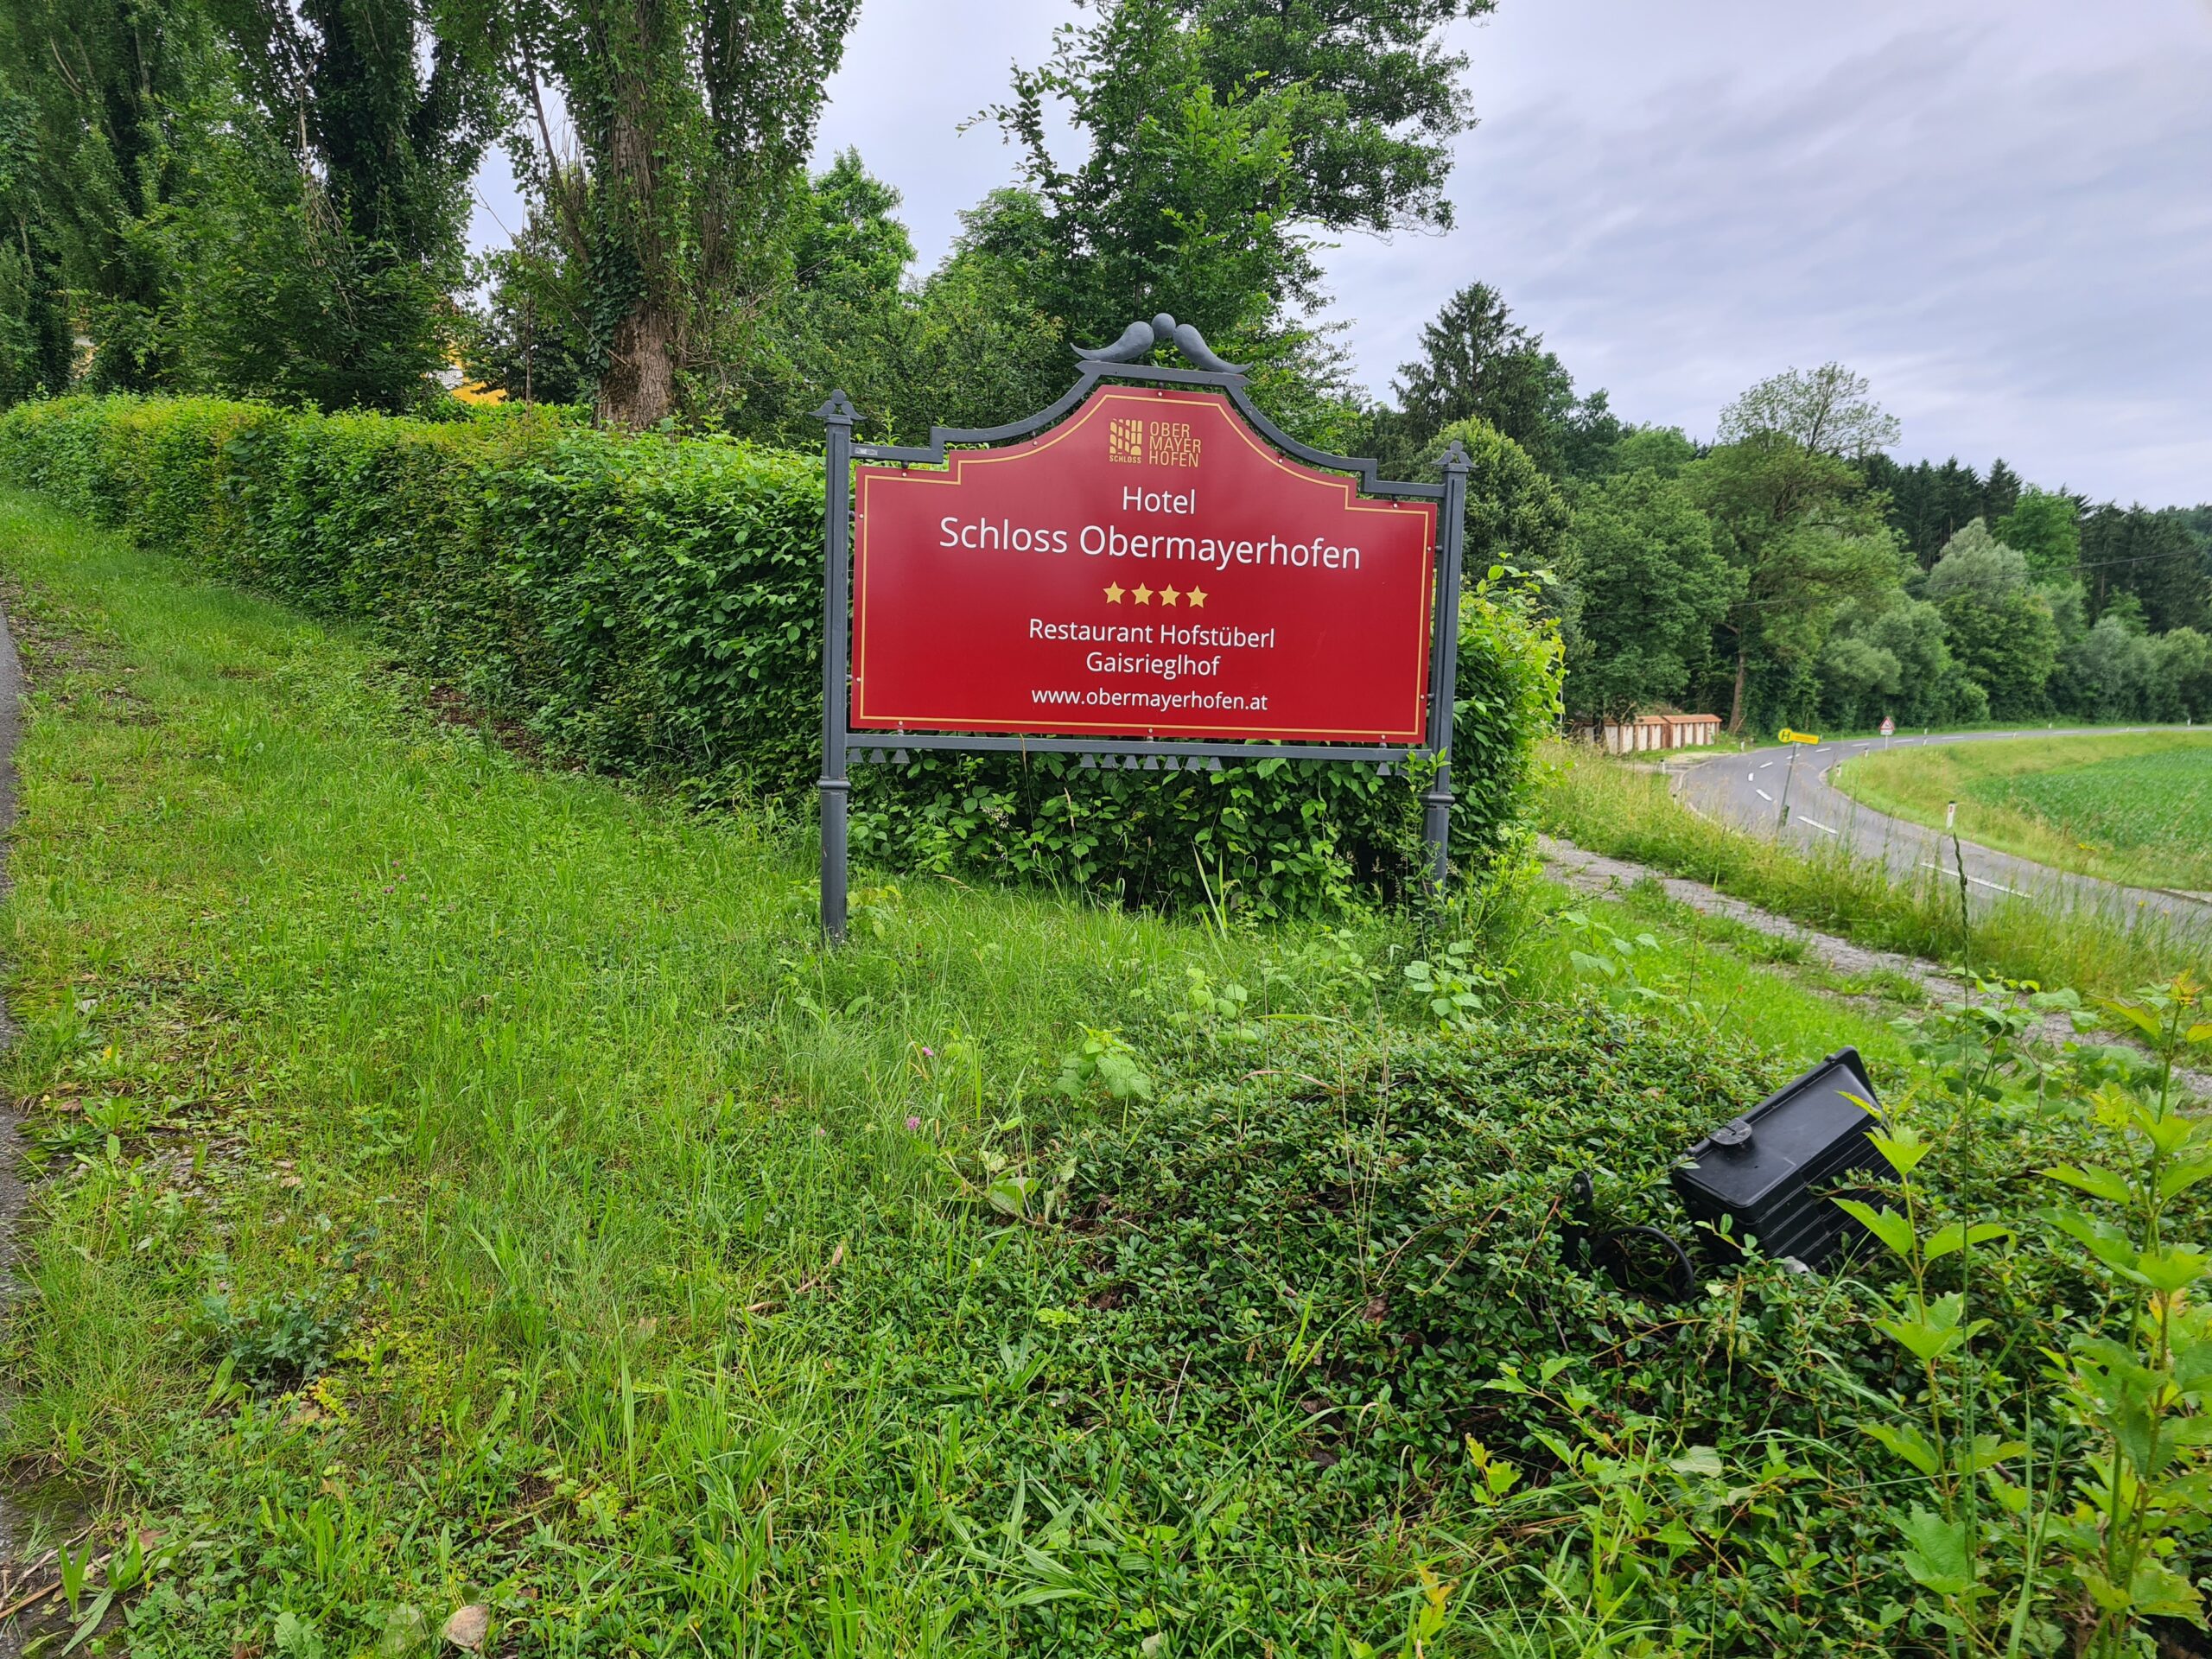 OBER
MAYER
HOFEN
SCHLOSS
Hotel
Schloss Obermayerhofen
Restaurant Hofstüberl
Gaisrieglhof
www.obermayerhofen.at
H